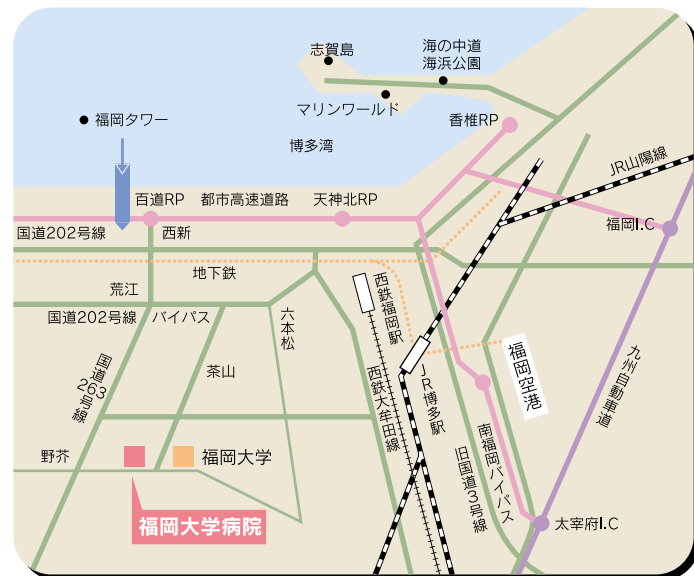 志賀島
海の中道
海浜公園
マリンワールド
福岡タワー
香椎RP
博多湾
JR山陽線
百道RP
都市高速道路
天神北RP
福岡I.C
国道202号線
西新
地下鉄
荒江
国道202号線
バイパス
六本松
西鉄福岡駅
国道
263
号線
茶山
西鉄大牟田線
JR博多駅
福岡空港
九州自動車道
野芥
福岡大学
旧国道3号線
南福岡バイパス
福岡大学病院
太宰府I.C